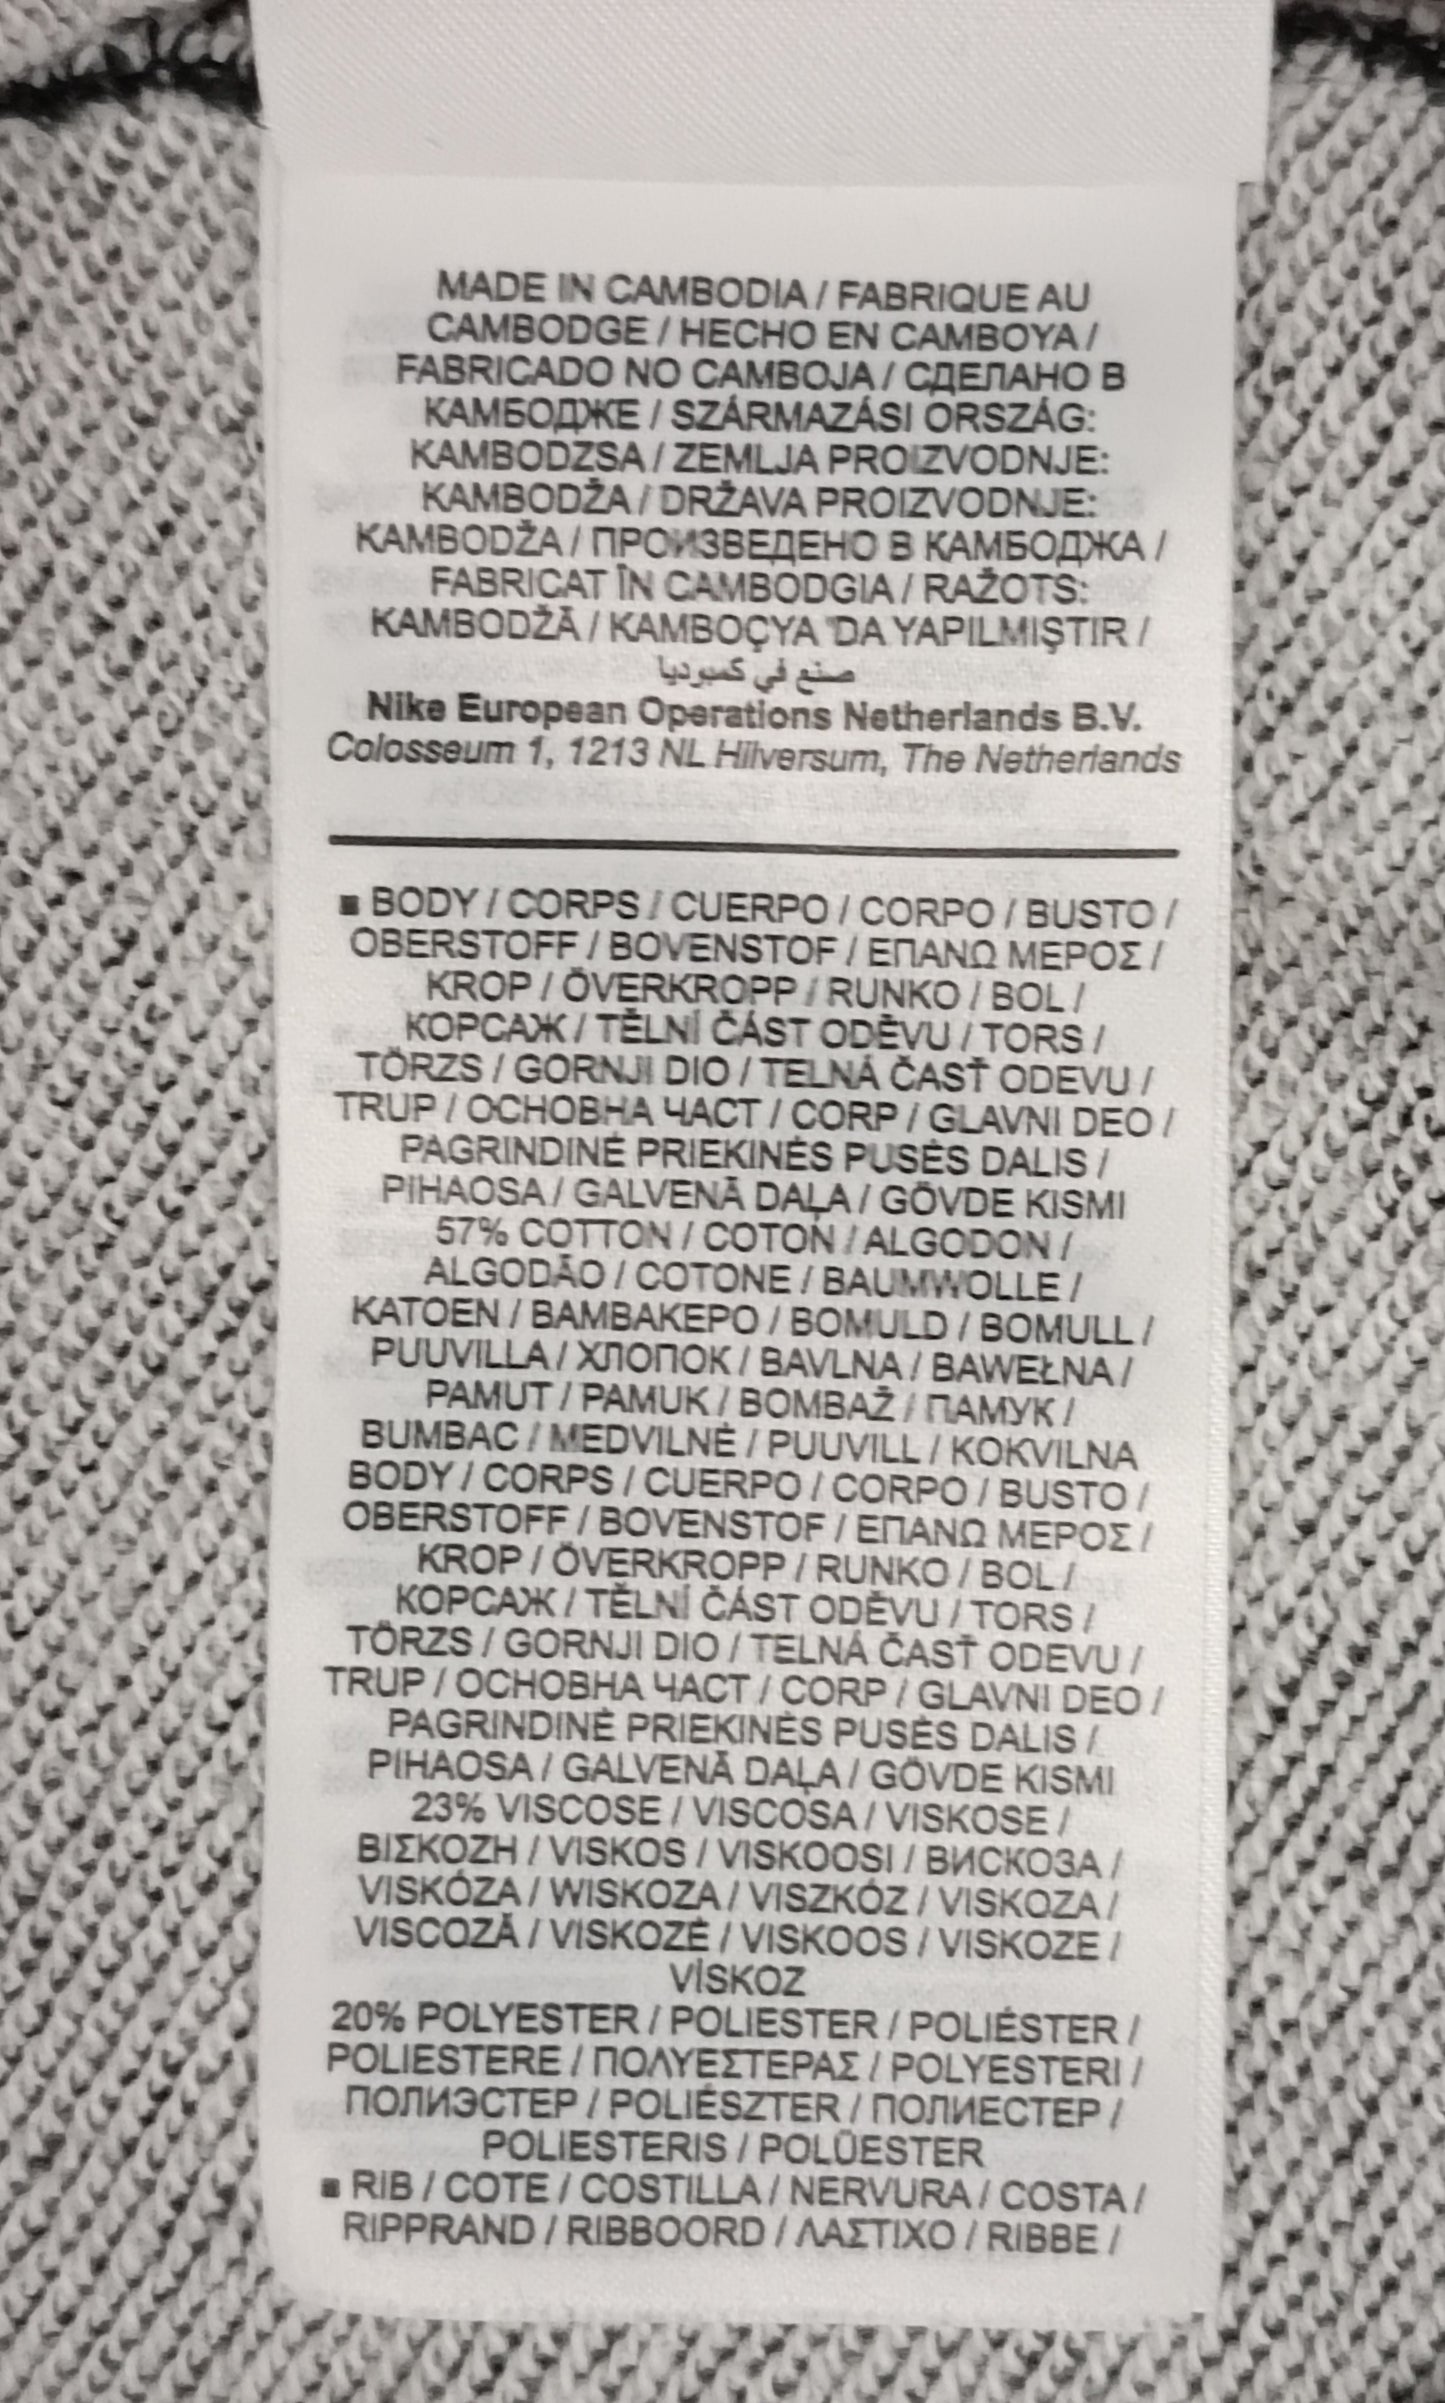 MADE IN CAMBODIA / FABRIQUE AU
CAMBODGE / HECHO EN CAMBOYA /
FABRICADO NO CAMBOJA / СДЕЛАНО В
КАМБОДЖЕ / SZÁRMAZÁSI ORSZÁG:
KAMBODZSA / ZEMLJA PROIZVODNJE:
KAMBODŽA / DRŽAVA PROIZVODNJE:
KAMBODŽA / ПРОИЗВЕДЕНО В КАМБОДЖА /
FABRICAT ÎN CAMBODGIA / RAŽOTS:
KAMBODŽĀ / KAMBOÇYA 'DA YAPILMIŞTIR /
صنع في كمبوديا
Nike European Operations Netherlands B.V.
Colosseum 1, 1213 NL Hilversum, The Netherlands
■ BODY / CORPS / CUERPO / CORPO / BUSTO /
OBERSTOFF / BOVENSTOF / ΕΠΑΝΩ ΜΕΡΟΣ /
KROP / ÖVERKROPP / RUNKO / BOL /
КОРСАЖ / TĚLNÍ ČÁST ODĚVU / TORS /
TÖRZS / GORNJI DIO / TELNÁ ČASŤ ODEVU /
TRUP / ОСНОВНА ЧАСТ / CORP / GLAVNI DEO /
PAGRINDINĖ PRIEKINĖS PUSĖS DALIS /
PIHAOSA / GALVENĀ DAĻA / GÖVDE KISMI
57% COTTON / COTON / ALGODON /
ALGODÃO / COTONE / BAUMWOLLE /
KATOEN / ΒΑΜΒΑΚΕΡΟ / BOMULD / BOMULL /
PUUVILLA / ХЛОПОК / BAVLNA / BAWEŁNA /
PAMUT / PAMUK / BOMBAŽ / ПАМУК /
BUMBAC / MEDVILNĖ / PUUVILL / KOKVILNA
BODY / CORPS / CUERPO / CORPO / BUSTO /
OBERSTOFF / BOVENSTOF / ΕΠΑΝΩ ΜΕΡΟΣ /
KROP / ÖVERKROPP / RUNKO / BOL /
КОРСАЖ / TĚLNÍ ČÁST ODĚVU / TORS /
TÖRZS / GORNJI DIO / TELNÁ ČASŤ ODEVU /
TRUP / ОСНОВНА ЧАСТ / CORP / GLAVNI DEO /
PAGRINDINĖ PRIEKINĖS PUSĖS DALIS /
PIHAOSA / GALVENĀ DAĻA / GÖVDE KISMI
23% VISCOSE / VISCOSA / VISKOSE /
ΒΙΣΚΟΖΗ / VISKOS / VISKOOSI / ВИСКОЗА /
VISKÓZA / WISKOZA / VISZKÓZ / VISKOZA /
VISCOZĂ / VISKOZĖ / VISKOOS / VISKOZE /
VİSKOZ
20% POLYESTER / POLIESTER / POLIÉSTER /
POLIESTERE / ΠΟΛΥΕΣΤΕΡΑΣ / POLYESTERI /
ПОЛИЭСТЕР / POLIÉSZTER / ПОЛИЕСТЕР /
POLIESTERIS / POLÜESTER
■ RIB / COTE / COSTILLA / NERVURA / COSTA /
RIPPRAND / RIBBOORD / ΛΑΣΤΙΧΟ / RIBBE /